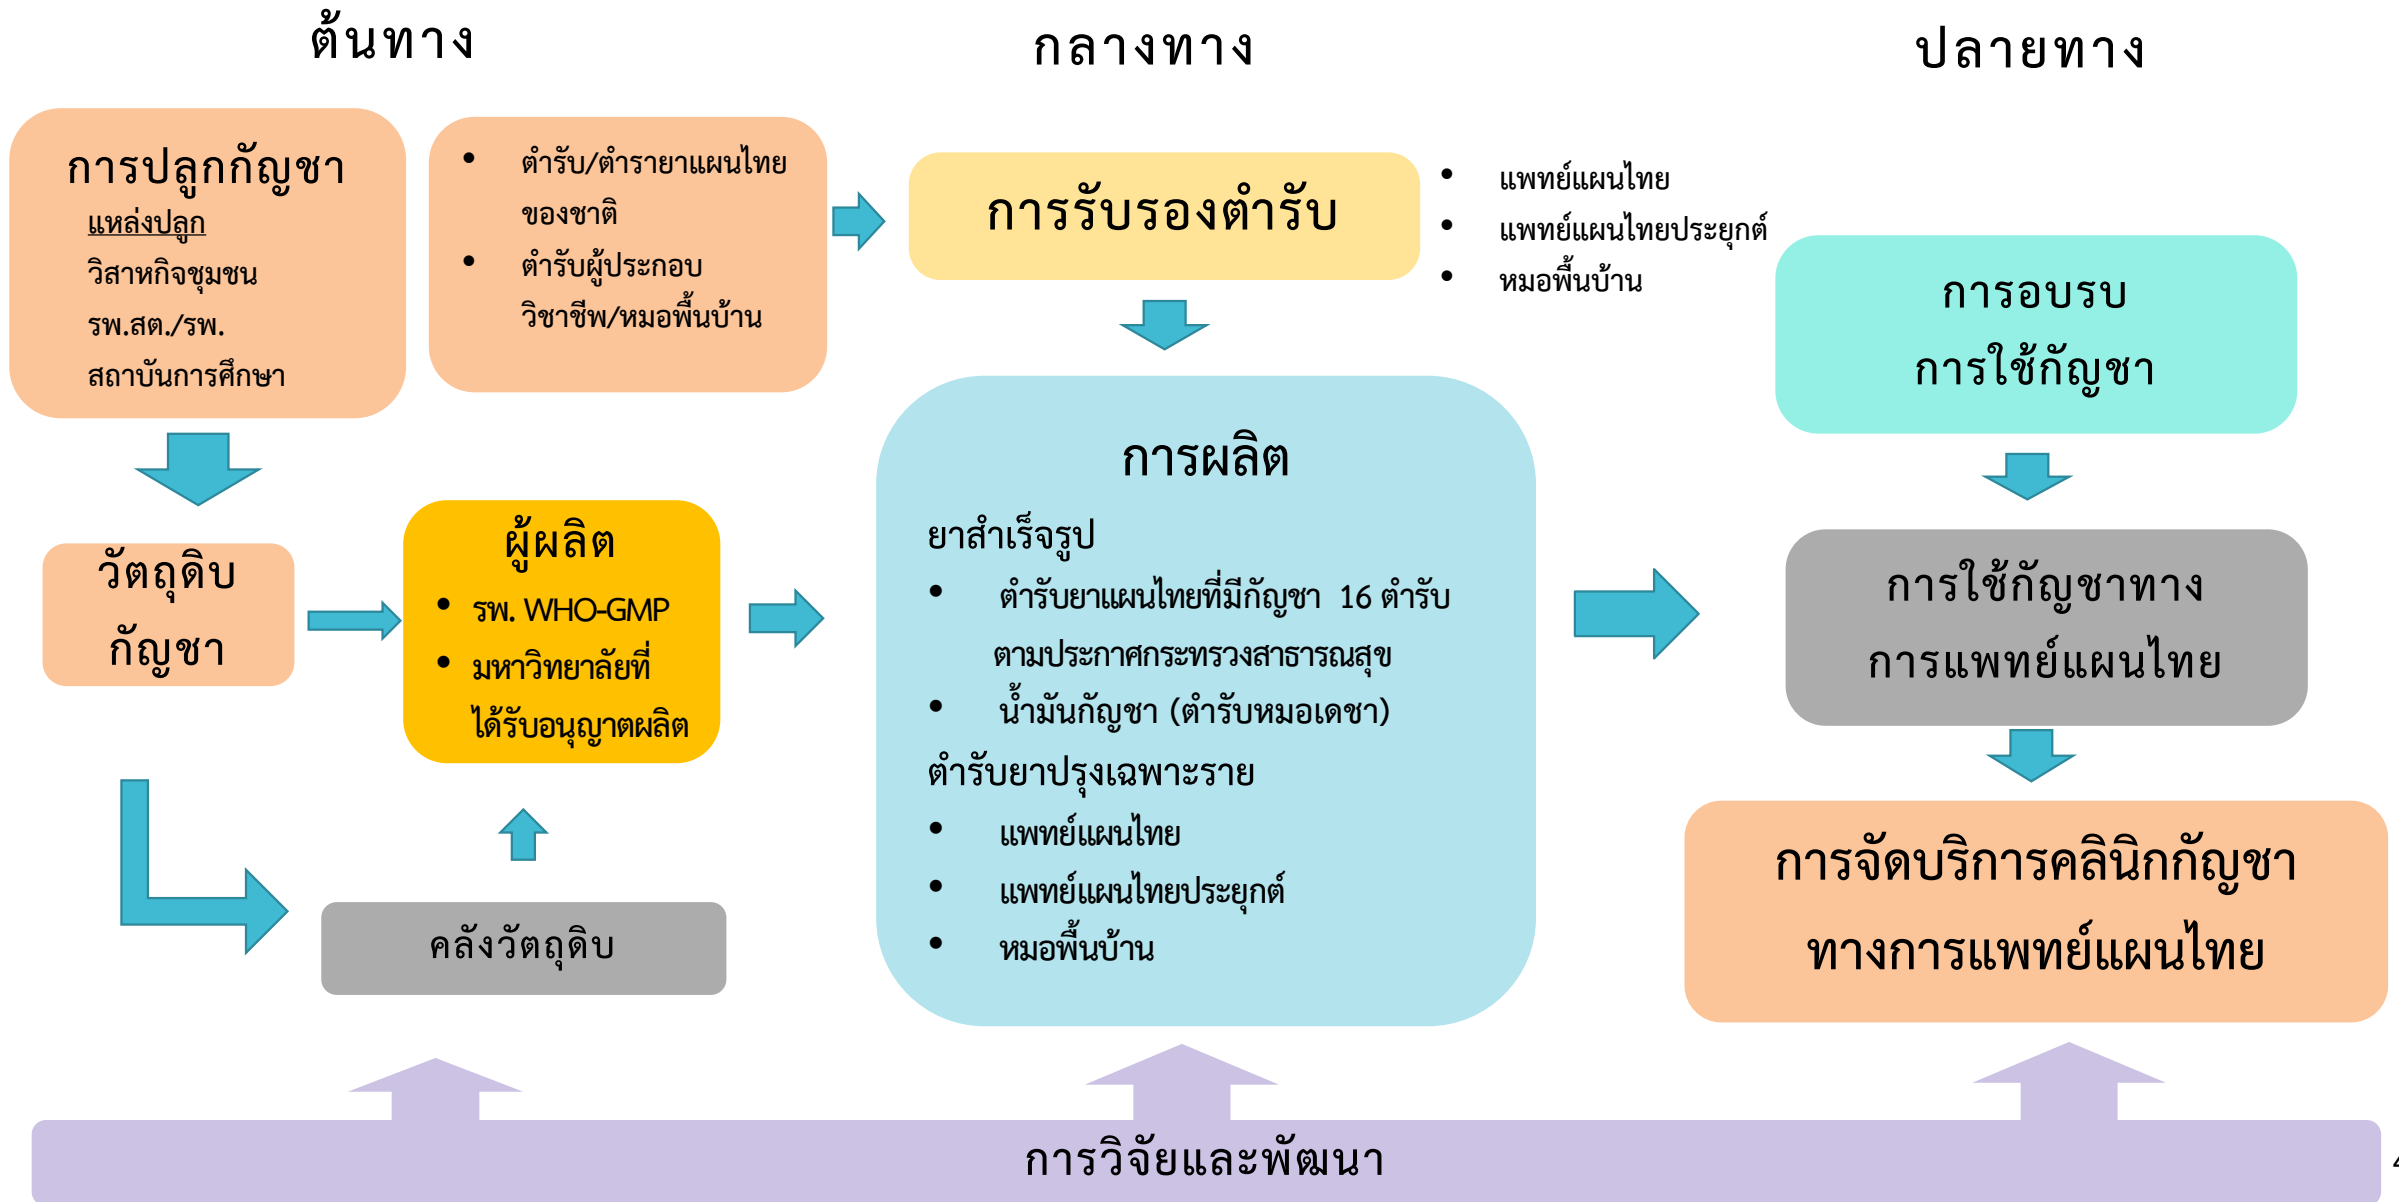 ต้นทาง
กลางทาง
ปลายทาง
การปลูกกัญชา
แหล่งปลูก
วิสาหกิจชุมชน
รพ.สต./รพ.
สถาบันการศึกษา
• ตำรับ/ตำรายาแผนไทย
ของชาติ
• ตำรับผู้ประกอบ
วิชาชีพ/หมอพื้นบ้าน
การรับรองตำรับ
• แพทย์แผนไทย
• แพทย์แผนไทยประยุกต์
• หมอพื้นบ้าน
การอบรบ
การใช้กัญชา
วัตถุดิบ
กัญชา
ผู้ผลิต
• รพ. WHO-GMP
• มหาวิทยาลัยที่
ได้รับอนุญาตผลิต
คลังวัตถุดิบ
การผลิต
ยาสำเร็จรูป
• ตำรับยาแผนไทยที่มีกัญชา 16 ตำรับ
ตามประกาศกระทรวงสาธารณสุข
• น้ำมันกัญชา (ตำรับหมอเดชา)
ตำรับยาปรุงเฉพาะราย
• แพทย์แผนไทย
• แพทย์แผนไทยประยุกต์
• หมอพื้นบ้าน
การใช้กัญชาทาง
การแพทย์แผนไทย
การจัดบริการคลินิกกัญชา
ทางการแพทย์แผนไทย
การวิจัยและพัฒนา